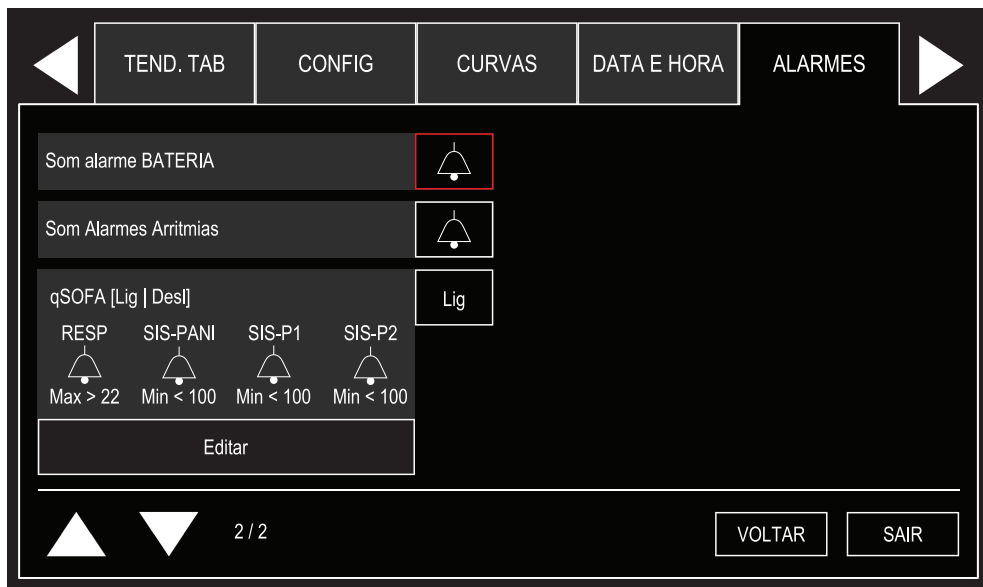 TEND. TAB CONFIG CURVAS DATA E HORA ALARMES
Som alarme BATERIA
Som Alarmes Arritmias
qSOFA [Lig | Desl] Lig
RESP SIS-PANI SIS-P1 SIS-P2
Max > 22 Min < 100 Min < 100 Min < 100
Editar
2 / 2 VOLTAR SAIR